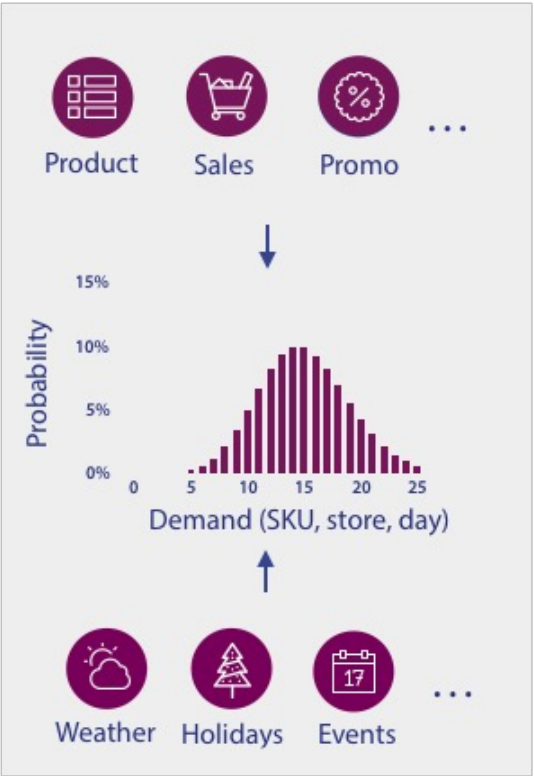 Product Sales Promo ...
15%
10%
5%
0%
Probability
0 5 10 15 20 25
Demand (SKU, store, day)
17
Weather Holidays Events ...